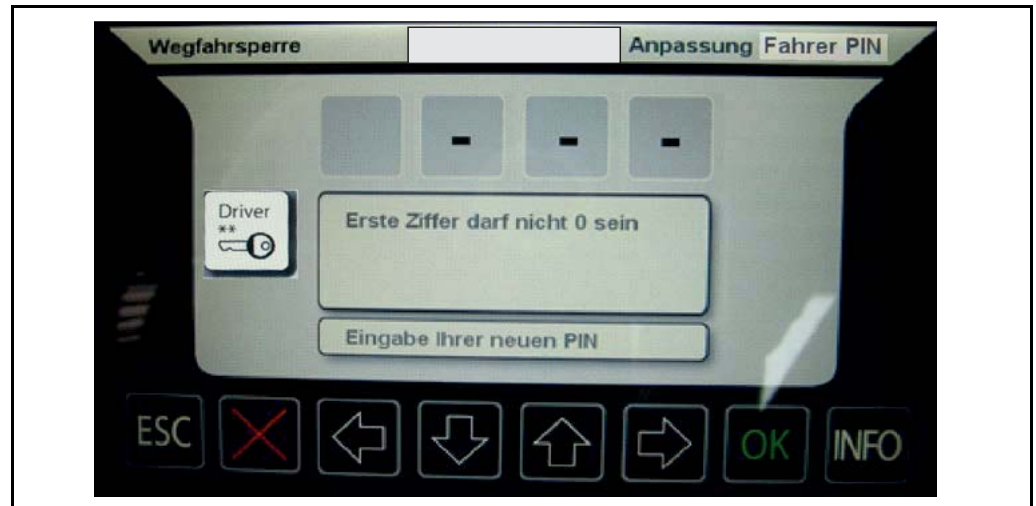 Wegfahrsperre Anpassung Fahrer PIN
- - -
Driver
**
Erste Ziffer darf nicht 0 sein
Eingabe Ihrer neuen PIN
ESC OK INFO